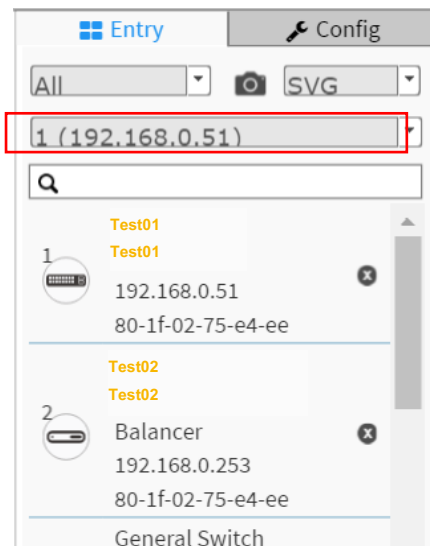 Entry
Config
All
SVG
1 (192.168.0.51)
Test01
Test01
1
192.168.0.51
80-1f-02-75-e4-ee
Test02
Test02
2
Balancer
192.168.0.253
80-1f-02-75-e4-ee
General Switch